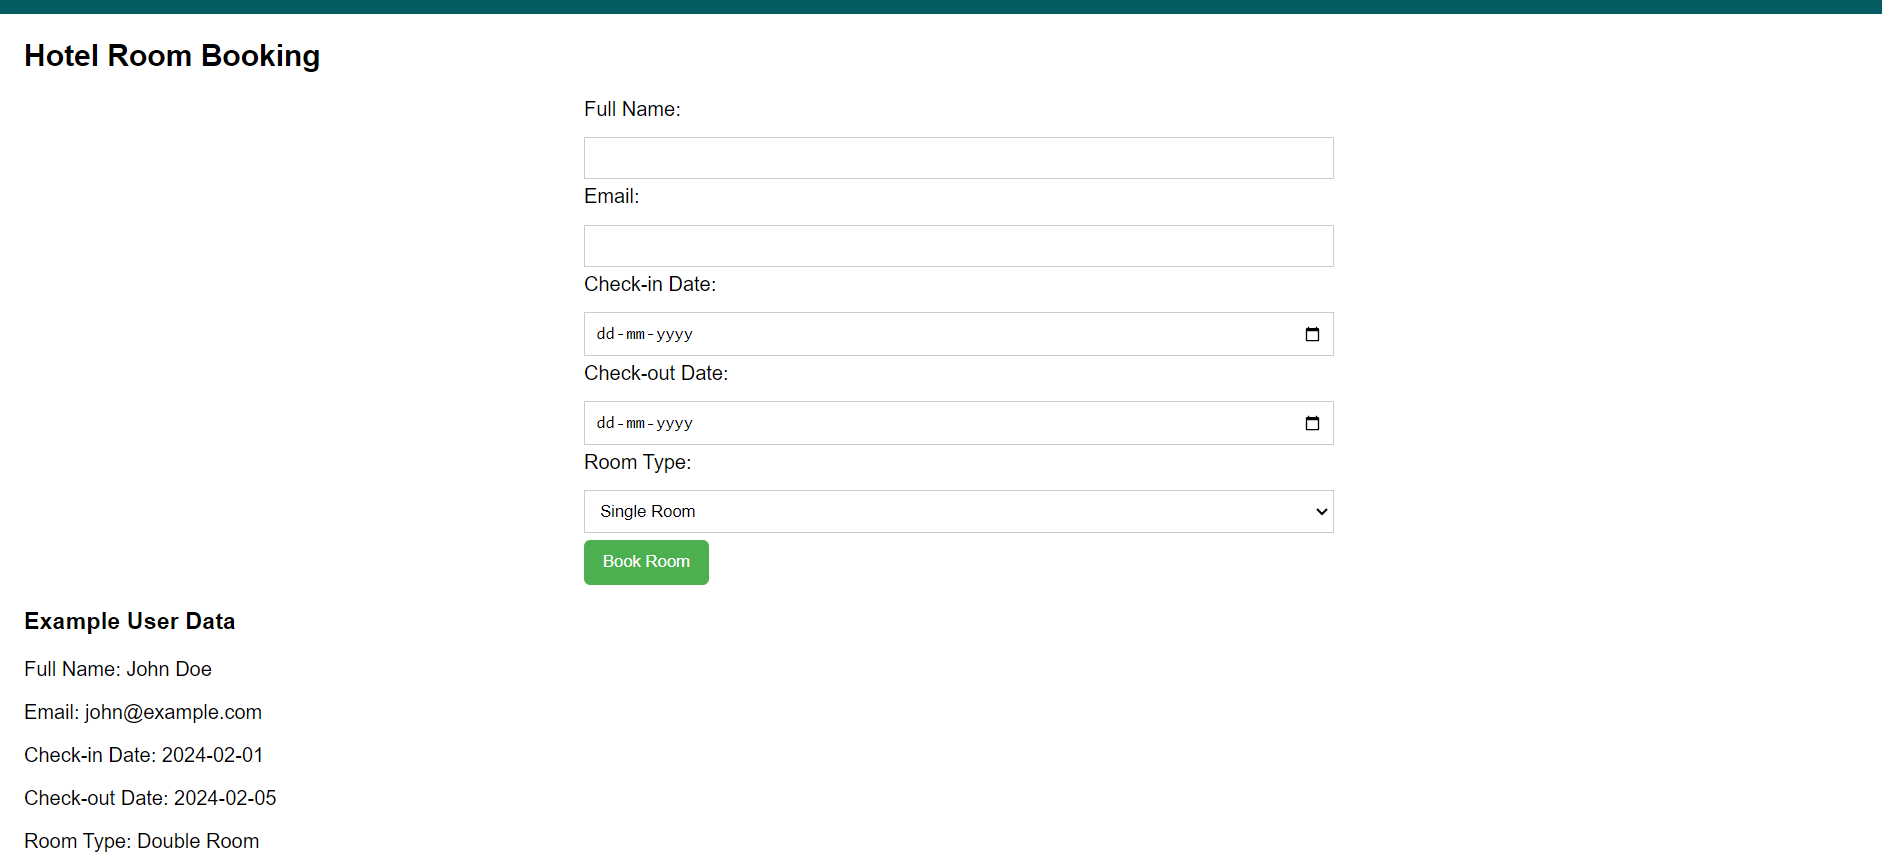 Hotel Room Booking
Full Name:
Email:
Check-in Date:
dd-mm-yyyy
Check-out Date:
dd-mm-yyyy
Room Type:
Single Room
Book Room
Example User Data
Full Name: John Doe
Email: john@example.com
Check-in Date: 2024-02-01
Check-out Date: 2024-02-05
Room Type: Double Room